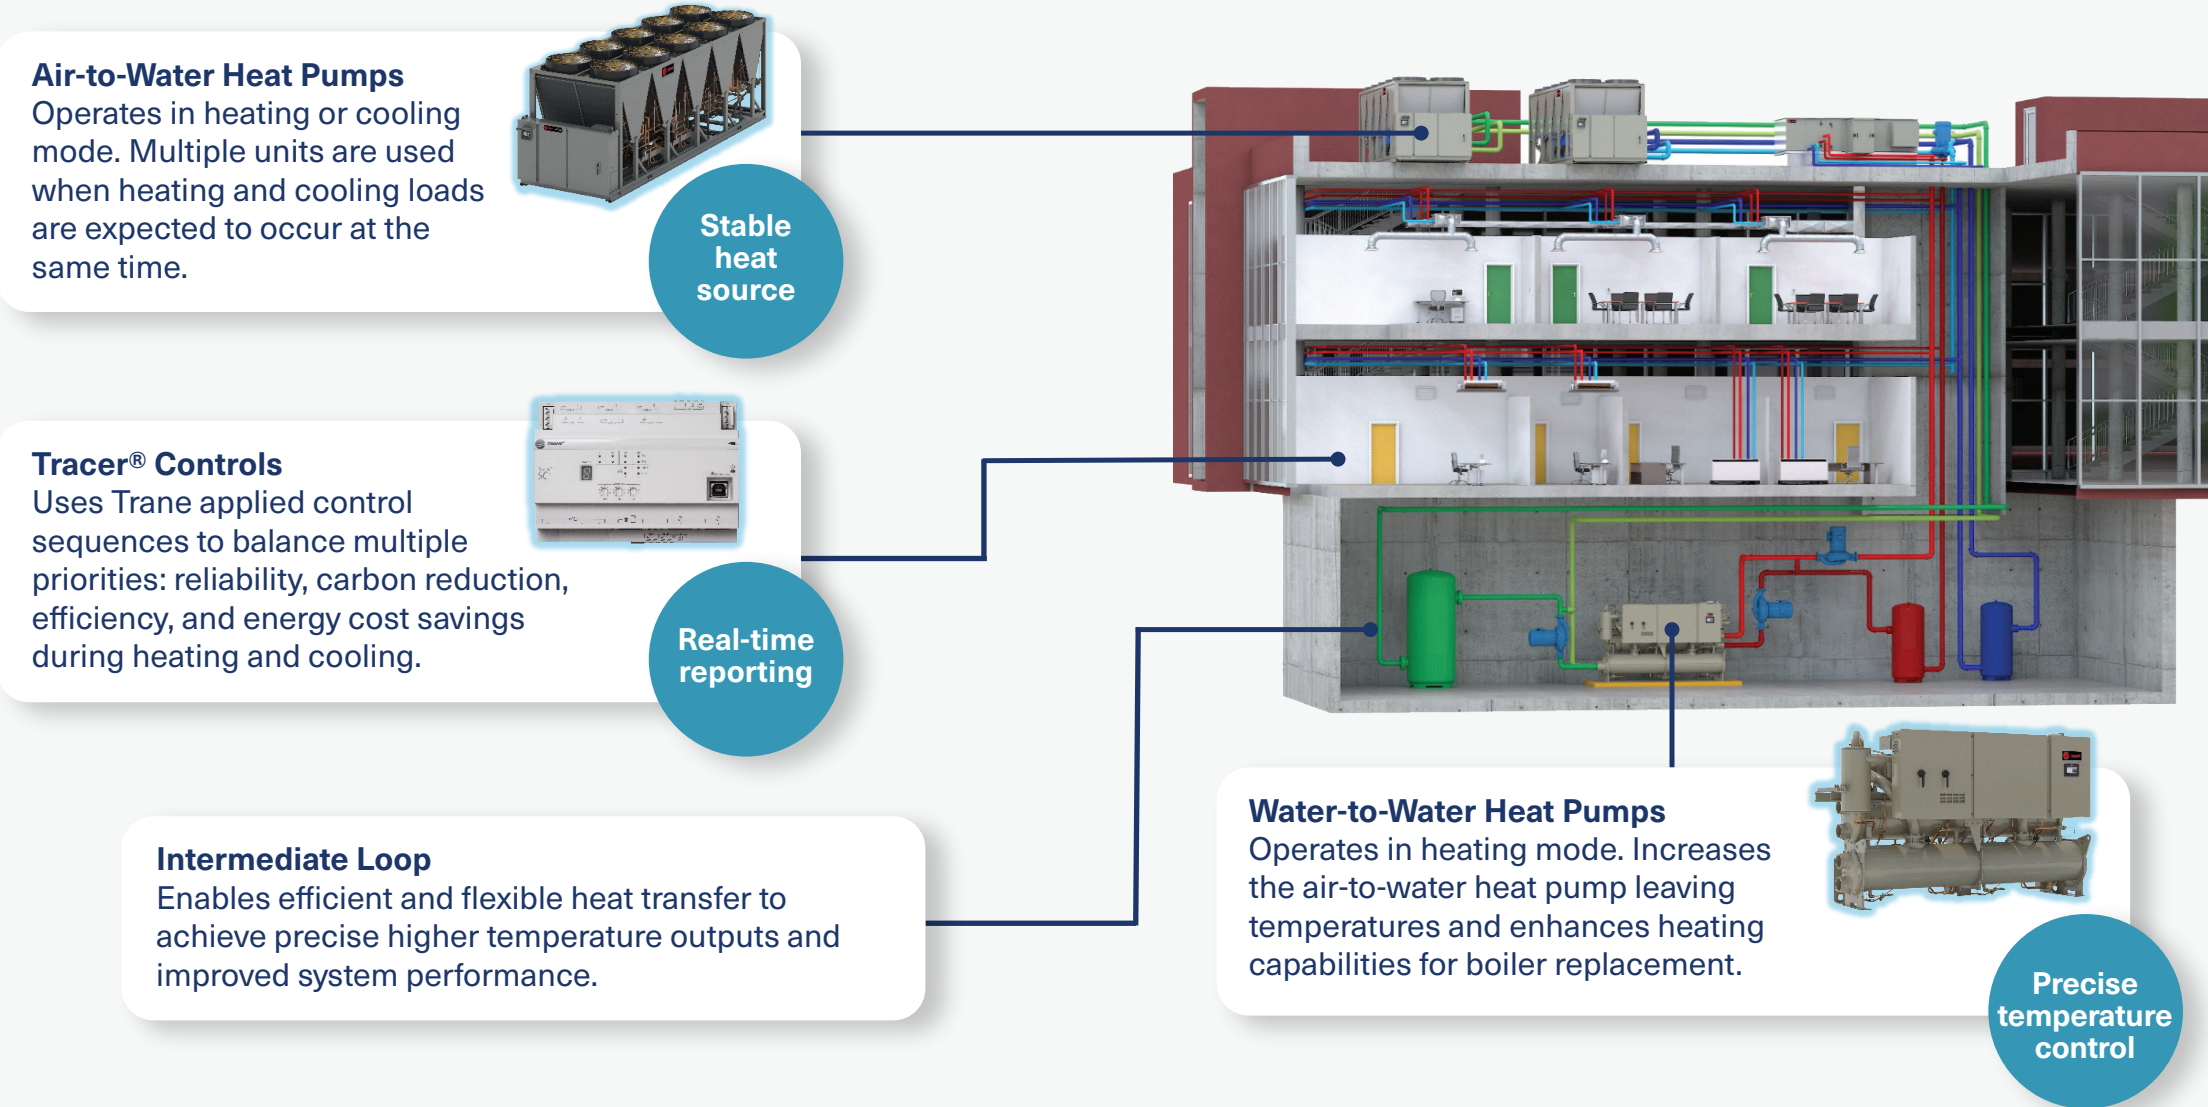 Air-to-Water Heat Pumps
Operates in heating or cooling
mode. Multiple units are used
when heating and cooling loads
are expected to occur at the
same time.
Stable
heat
source
Tracer® Controls
Uses Trane applied control
sequences to balance multiple
priorities: reliability, carbon reduction,
efficiency, and energy cost savings
during heating and cooling.
TRANE
Real-time
reporting
Intermediate Loop
Enables efficient and flexible heat transfer to
achieve precise higher temperature outputs and
improved system performance.
Water-to-Water Heat Pumps
Operates in heating mode. Increases
the air-to-water heat pump leaving
temperatures and enhances heating
capabilities for boiler replacement.
Precise
temperature
control